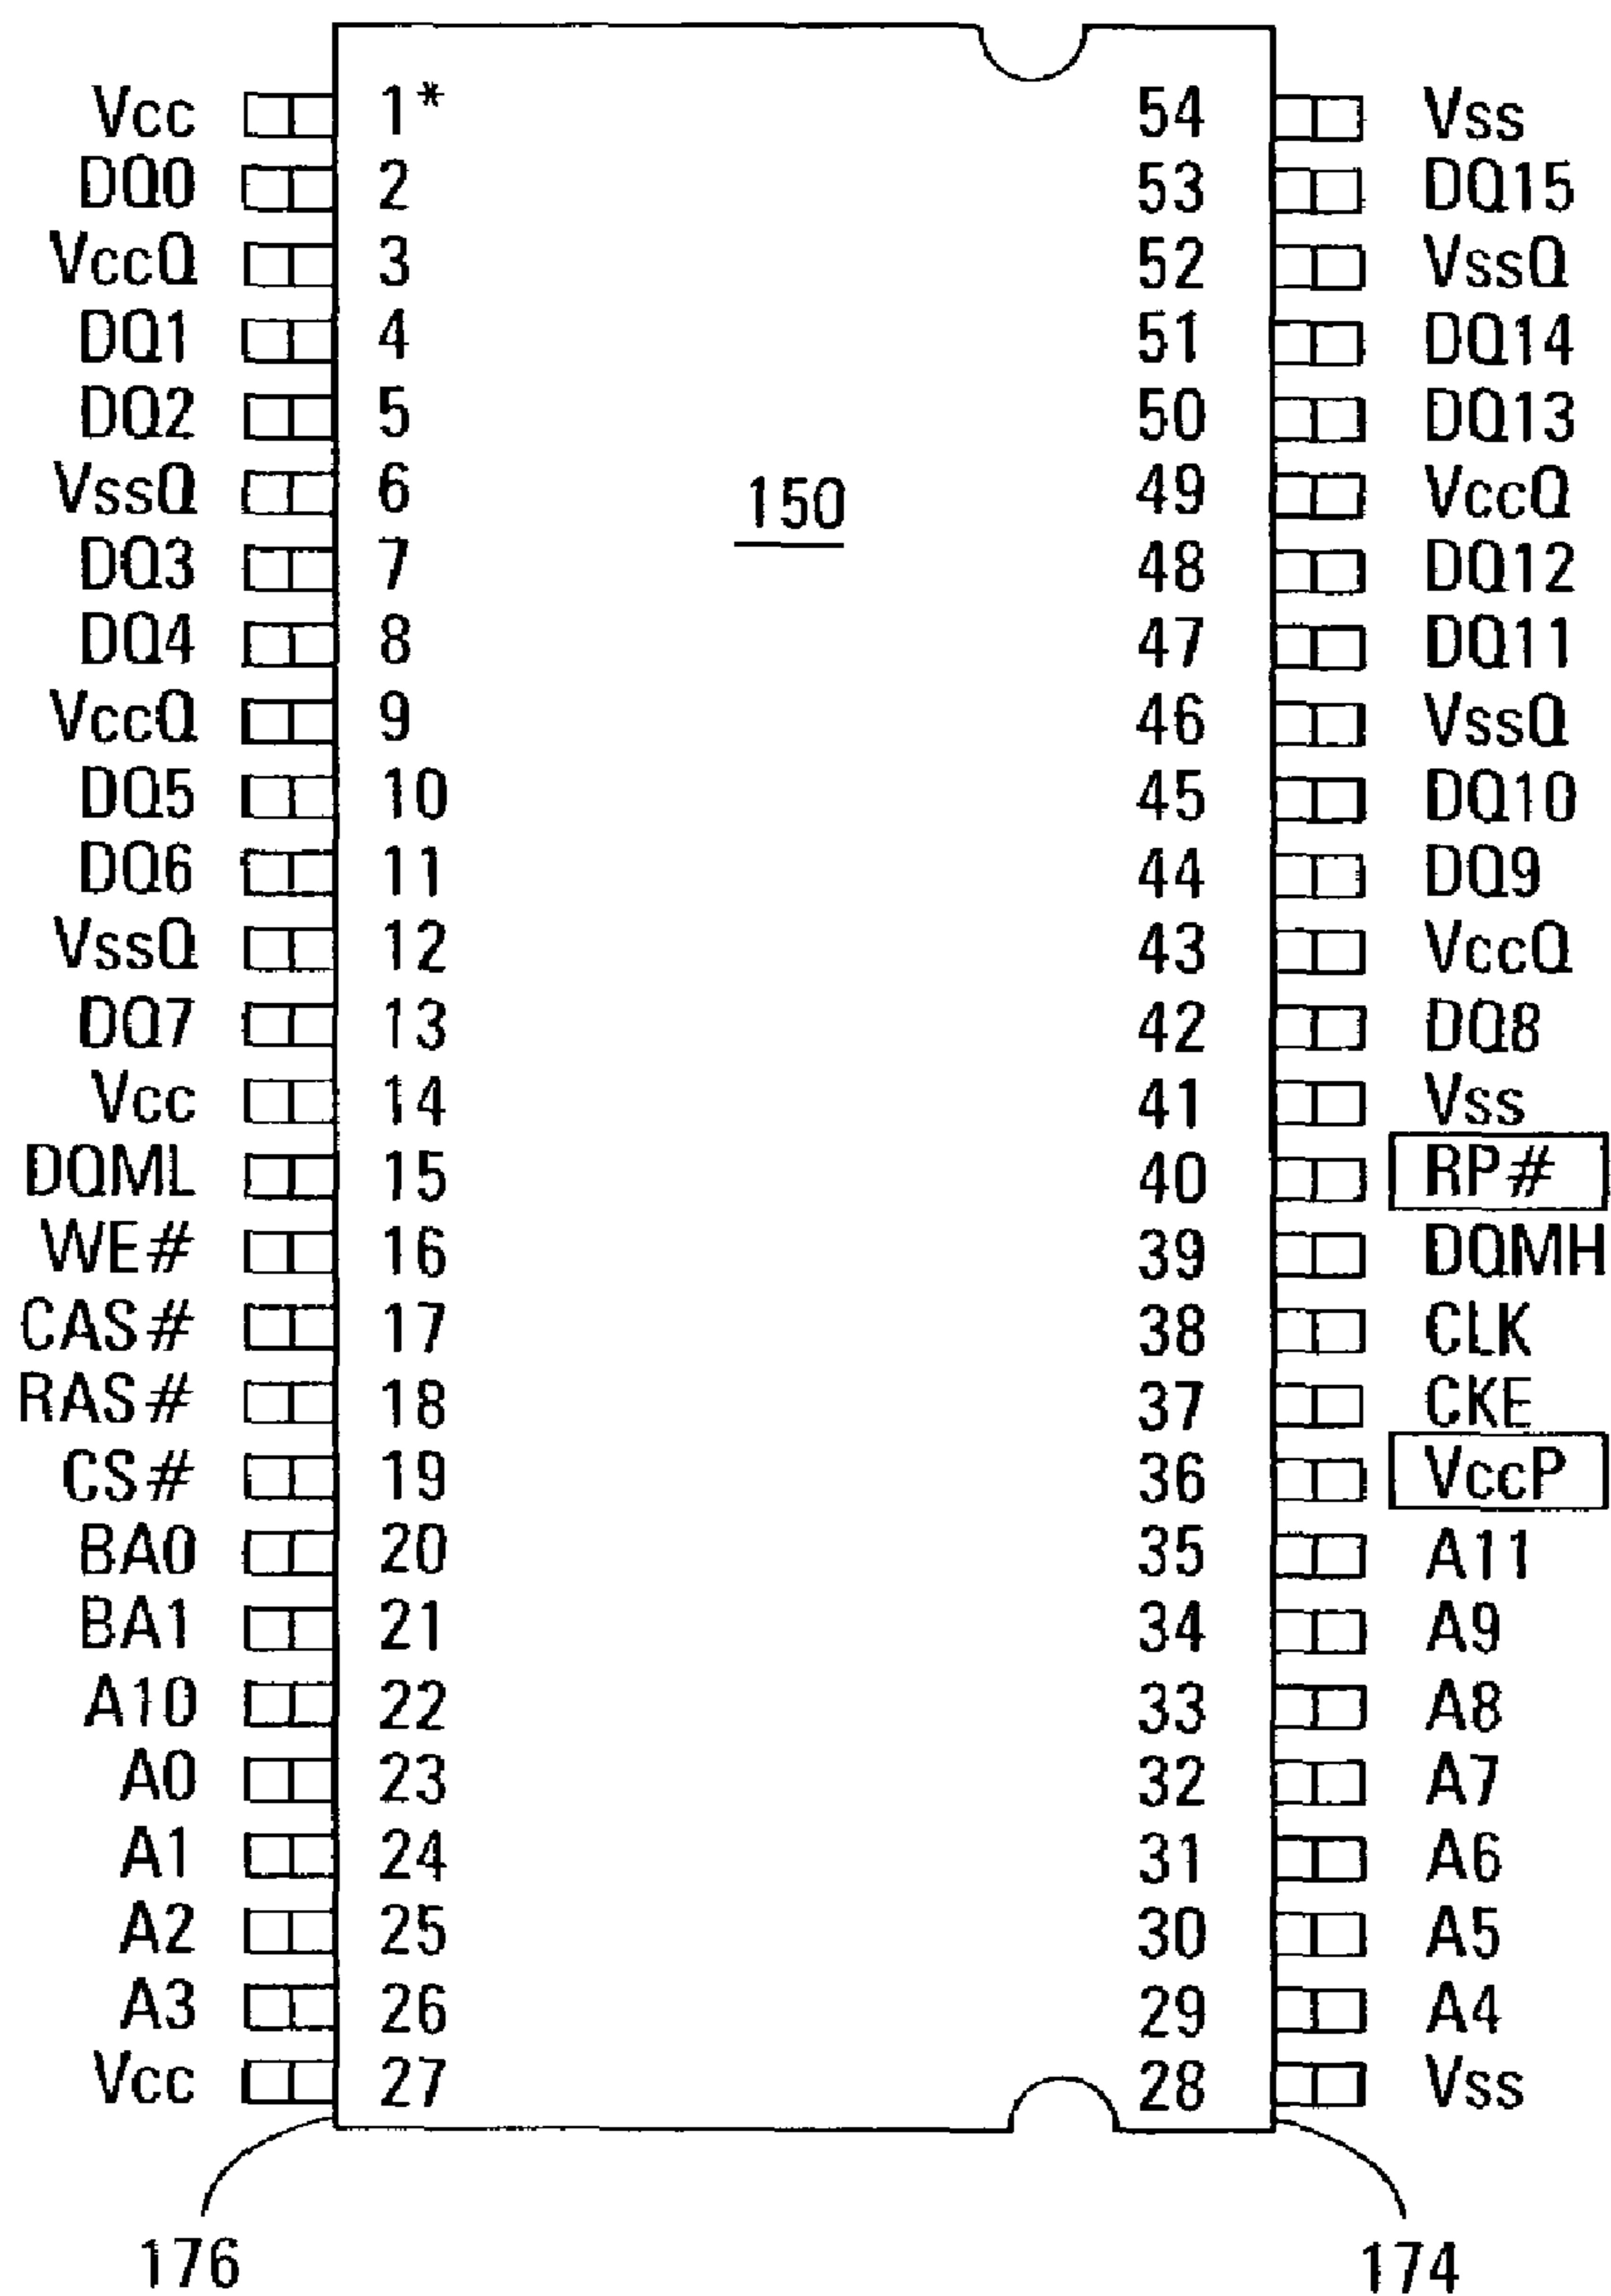 Vcc 1* 54 Vss
DQ0 2 53 DQ15
VccQ 3 52 VssQ
DQ1 4 51 DQ14
DQ2 5 50 DQ13
VssQ 6 150 49 VccQ
DQ3 7 48 DQ12
DQ4 8 47 DQ11
VccQ 9 46 VssQ
DQ5 10 45 DQ10
DQ6 11 44 DQ9
VssQ 12 43 VccQ
DQ7 13 42 DQ8
Vcc 14 41 Vss
DQML 15 40 RP#
WE# 16 39 DQMH
CAS# 17 38 CLK
RAS# 18 37 CKE
CS# 19 36 VccP
BA0 20 35 A11
BA1 21 34 A9
A10 22 33 A8
A0 23 32 A7
A1 24 31 A6
A2 25 30 A5
A3 26 29 A4
Vcc 27 28 Vss
176 174